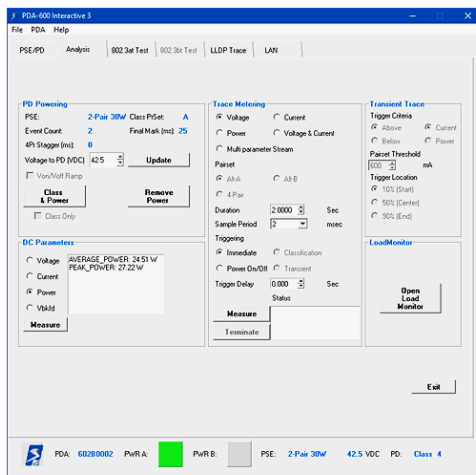 PDA-600 Interactive 3
File PDA Help
PSE/PD Analysis 802.3at Test 802.3bt Test LLDP Trace LAN
PD Powering
PSE: 2-Pair 30W Class PrSet: A
Event Count: 2 Final Mark (ms): 25
4Pr Stagger (ms): 0
Voltage to PD (VDC) 42.5 Update
Von/Voff Ramp
Class & Power
Remove Power
Class Only
DC Parameters
Voltage
Current
Power
Vbkfd
AVERAGE_POWER: 24.51 W
PEAK_POWER: 27.22 W
Measure
Trace Metering
Voltage Current
Power Voltage & Current
Multi parameter Stream
Pairset
Alt-A Alt-B
4-Pair
Duration 2.0000 Sec
Sample Period 2 msec
Triggering
Immediate Classification
Power On/Off Transient
Trigger Delay 0.000 Sec
Status
Measure
Terminate
Transient Trace
Trigger Criteria
Above Current
Below Power
Pairset Threshold
600 mA
Trigger Location
10% (Start)
50% (Center)
90% (End)
LoadMonitor
Open Load Monitor
Exit
PDA: 602B0002 PWR A: PWR B: PSE: 2-Pair 30W 42.5 VDC PD: Class 4